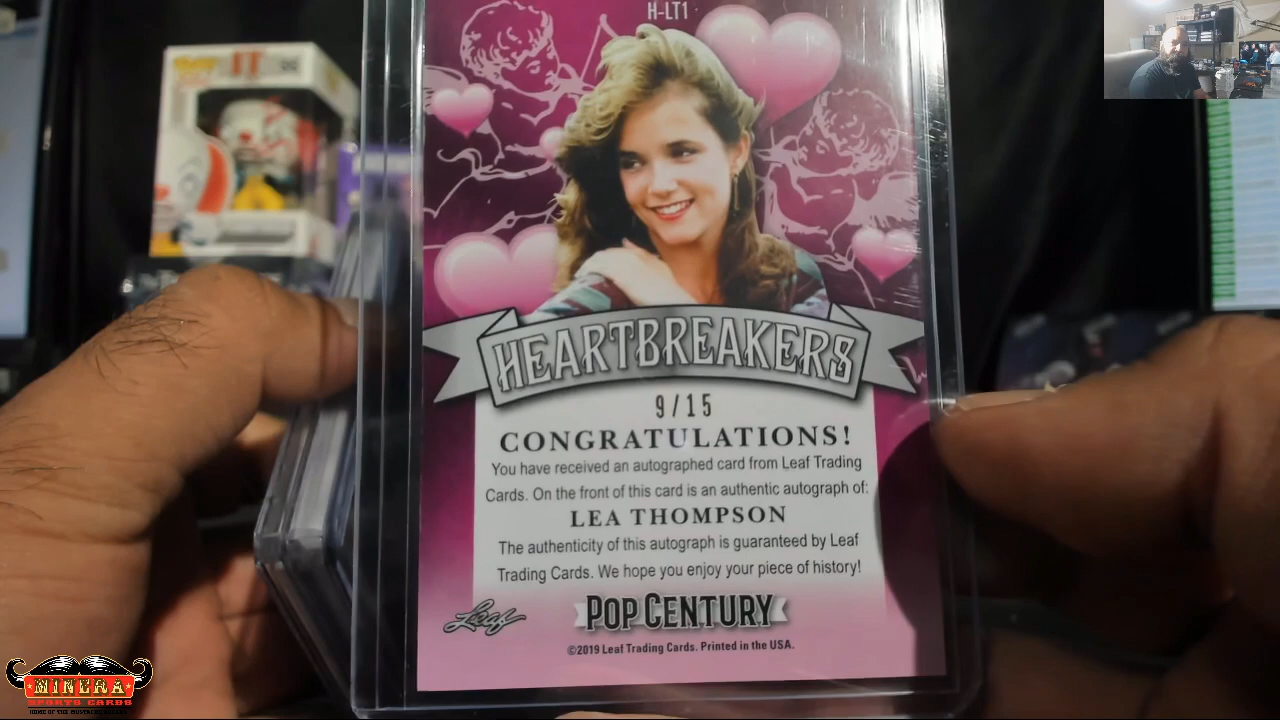 H-LT1
IT
HEARTBREAKERS
9/15
CONGRATULATIONS!
You have received an autographed card from Leaf Trading
Cards. On the front of this card is an authentic autograph of:
LEA THOMPSON
The authenticity of this autograph is guaranteed by Leaf
Trading Cards. We hope you enjoy your piece of history!
Leaf
POP CENTURY
©2019 Leaf Trading Cards. Printed in the USA.
MINERA
SPORTS CARDS